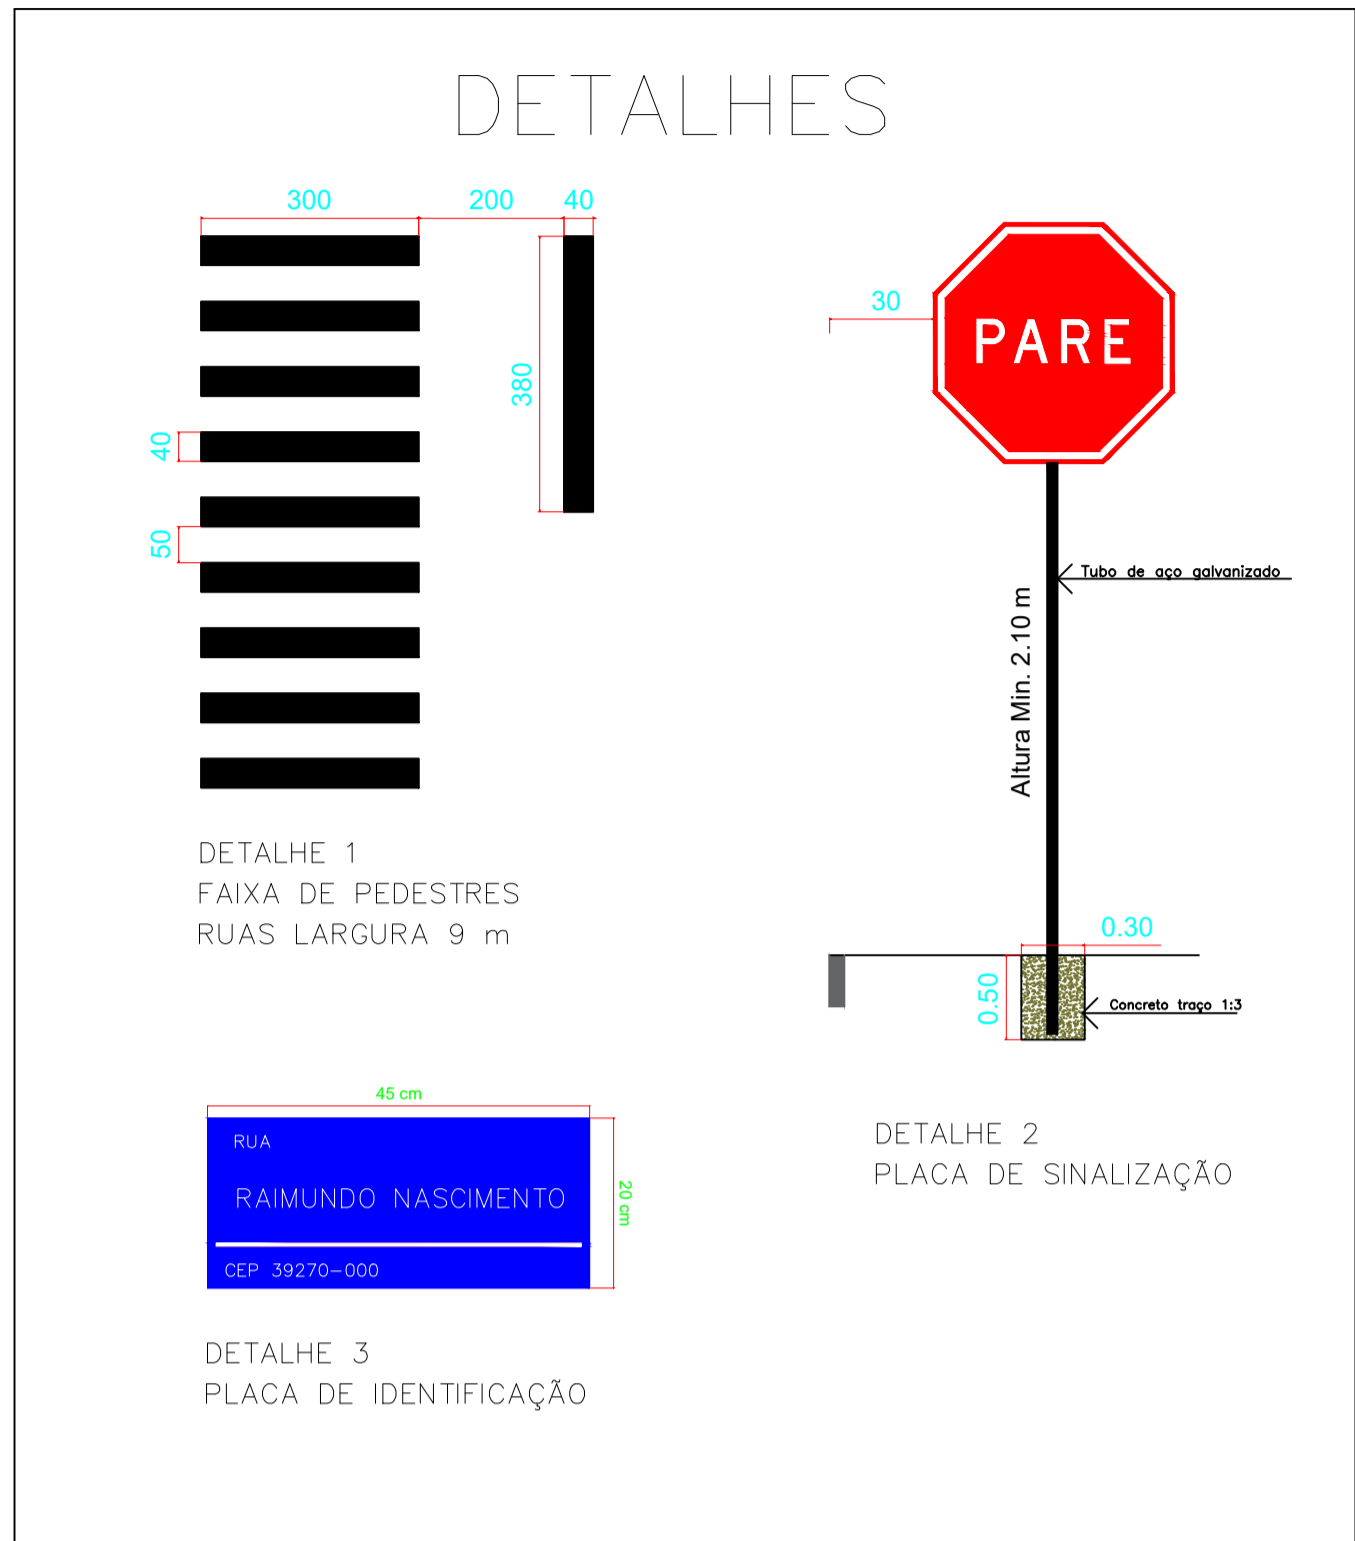 DETALHES
300
200
40
380
40
50
DETALHE 1
FAIXA DE PEDESTRES
RUAS LARGURA 9 m
30
PARE
Tubo de aço galvanizado
Altura Min. 2.10 m
0.30
0.50
Concreto traço 1:3
DETALHE 2
PLACA DE SINALIZAÇÃO
45 cm
20 cm
RUA
RAIMUNDO NASCIMENTO
CEP 39270-000
DETALHE 3
PLACA DE IDENTIFICAÇÃO